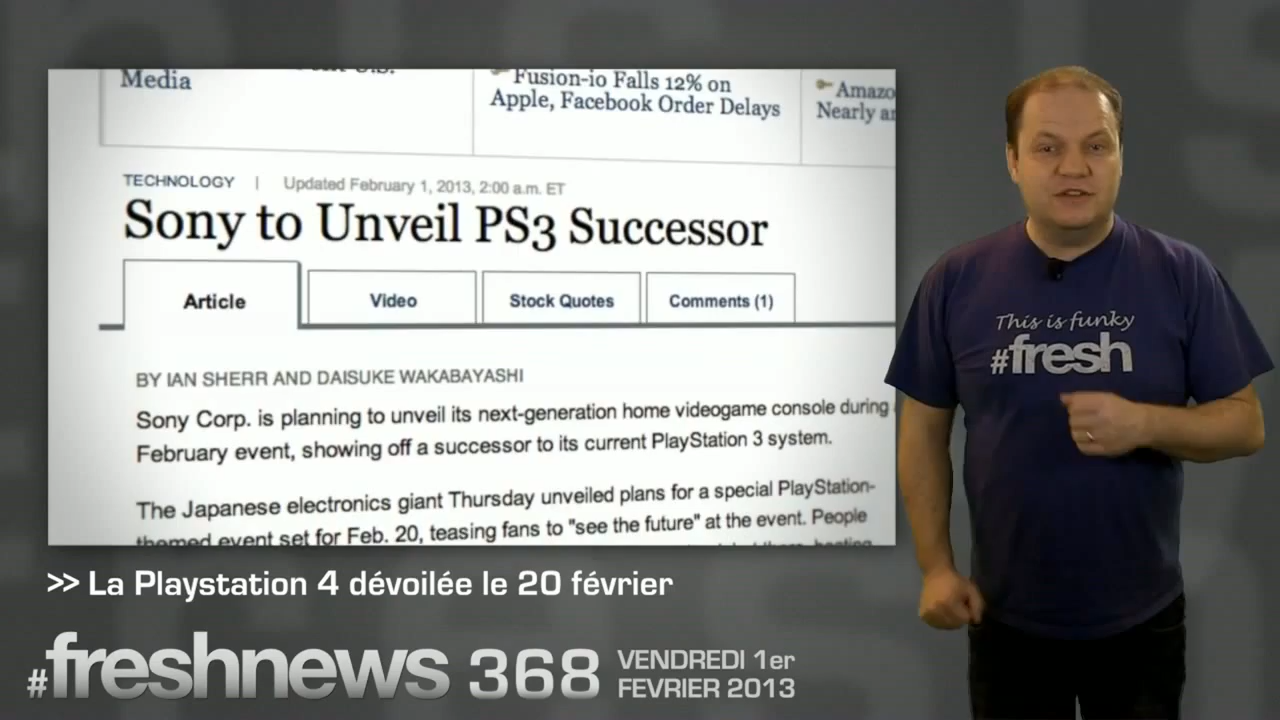 Media
Fusion-io Falls 12% on
Apple, Facebook Order Delays
Amazo
Nearly a
TECHNOLOGY | Updated February 1, 2013, 2:00 a.m. ET
Sony to Unveil PS3 Successor
Article
Video
Stock Quotes
Comments (1)
BY IAN SHERR AND DAISUKE WAKABAYASHI
Sony Corp. is planning to unveil its next-generation home videogame console during a
February event, showing off a successor to its current PlayStation 3 system.
The Japanese electronics giant Thursday unveiled plans for a special PlayStation-
themed event set for Feb. 20, teasing fans to "see the future" at the event. People
This is funky
#fresh
>> La Playstation 4 dévoilée le 20 février
#freshnews 368
VENDREDI 1er
FEVRIER 2013